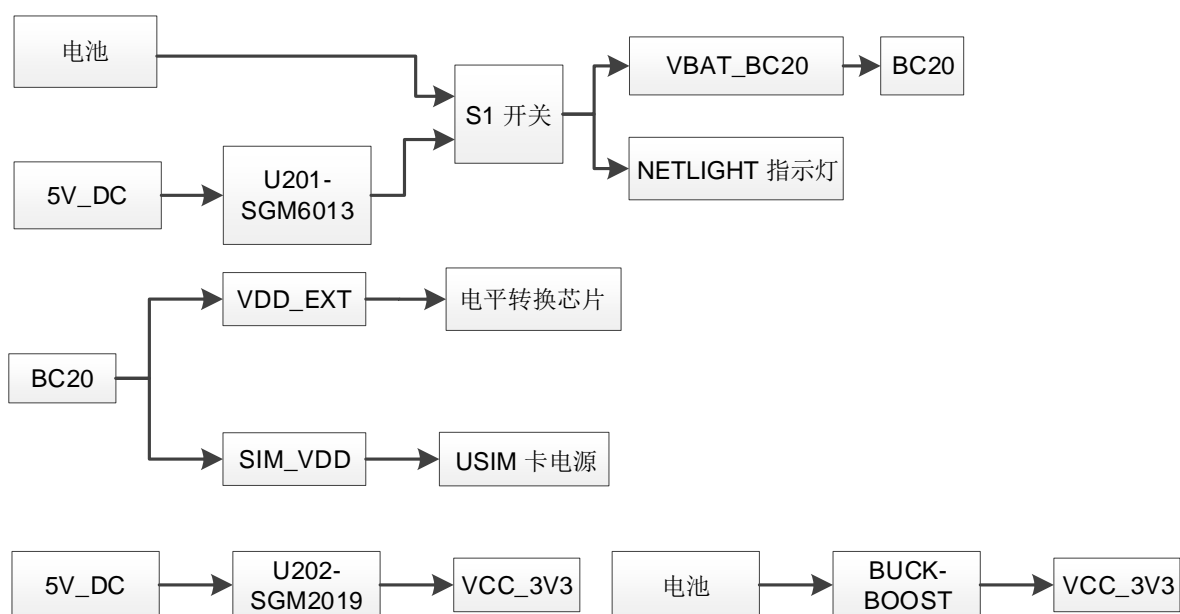 电池
5V_DC
U201-
SGM6013
S1 开关
VBAT_BC20
BC20
NETLIGHT 指示灯
BC20
VDD_EXT
电平转换芯片
SIM_VDD
USIM 卡电源
5V_DC
U202-
SGM2019
VCC_3V3
电池
BUCK-
BOOST
VCC_3V3